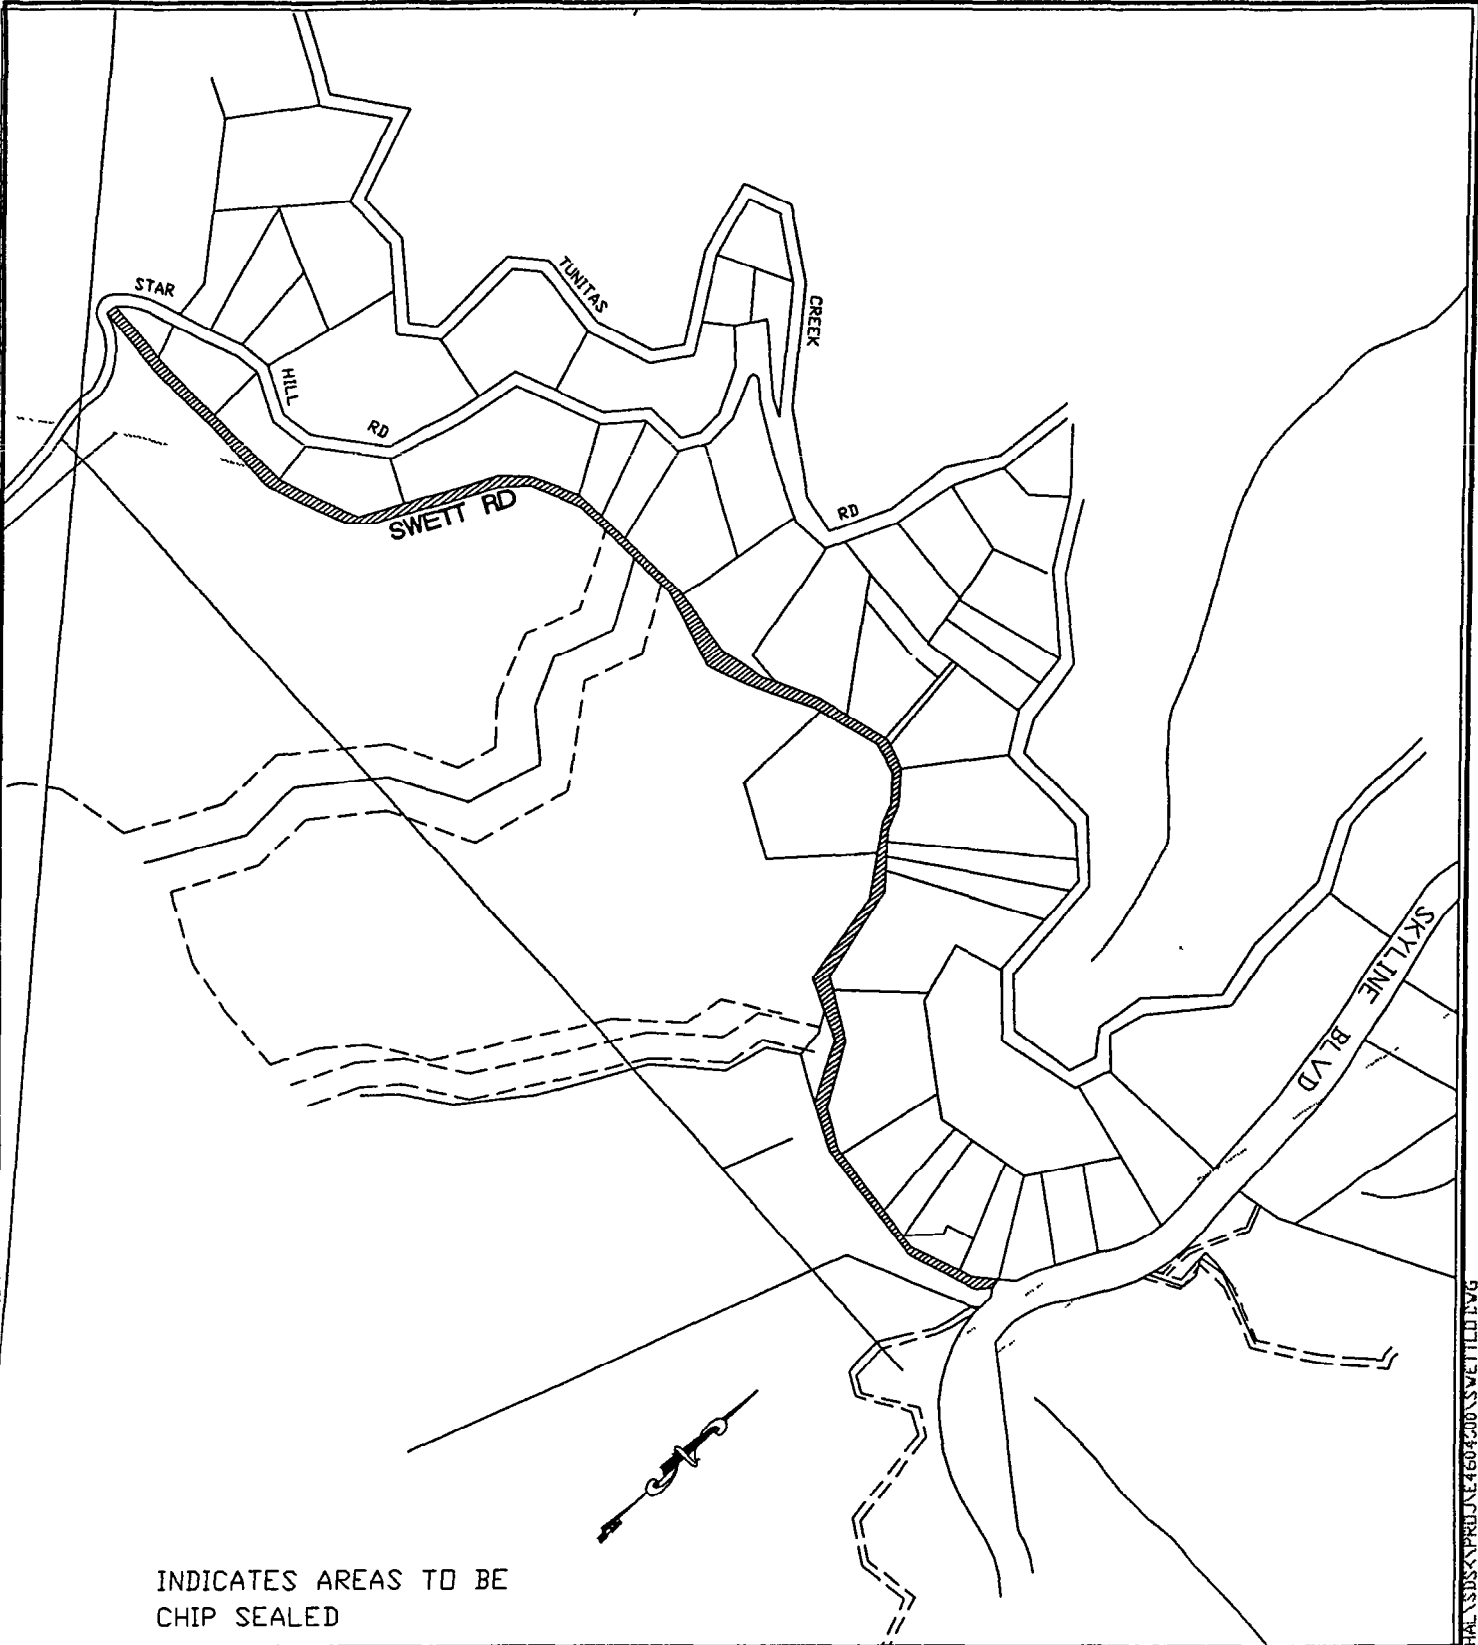 STAR
HILL
RD
TUNITAS
CREEK
RD
SWETT RD
SKYLINE BLVD
INDICATES AREAS TO BE
CHIP SEALED